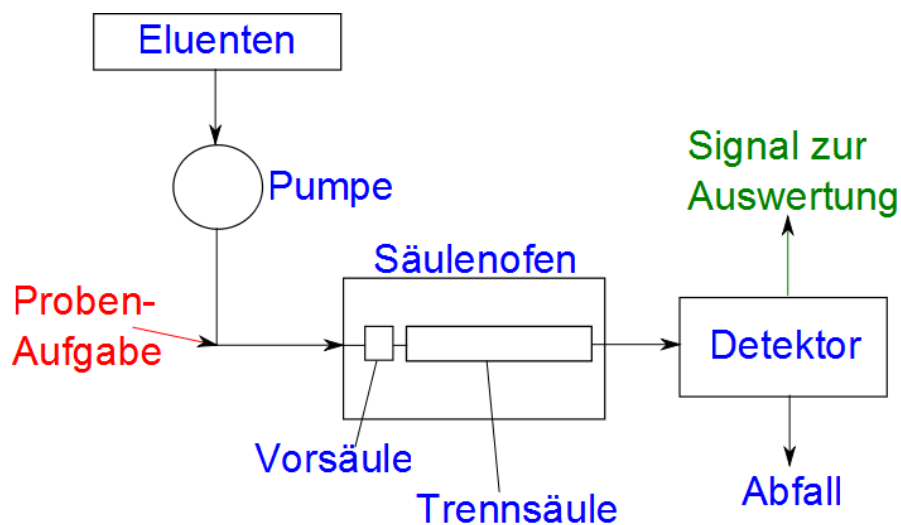 Eluenten
Pumpe
Signal zur
Auswertung
Säulenofen
Proben-
Aufgabe
Detektor
Vorsäule
Trennsäule
Abfall